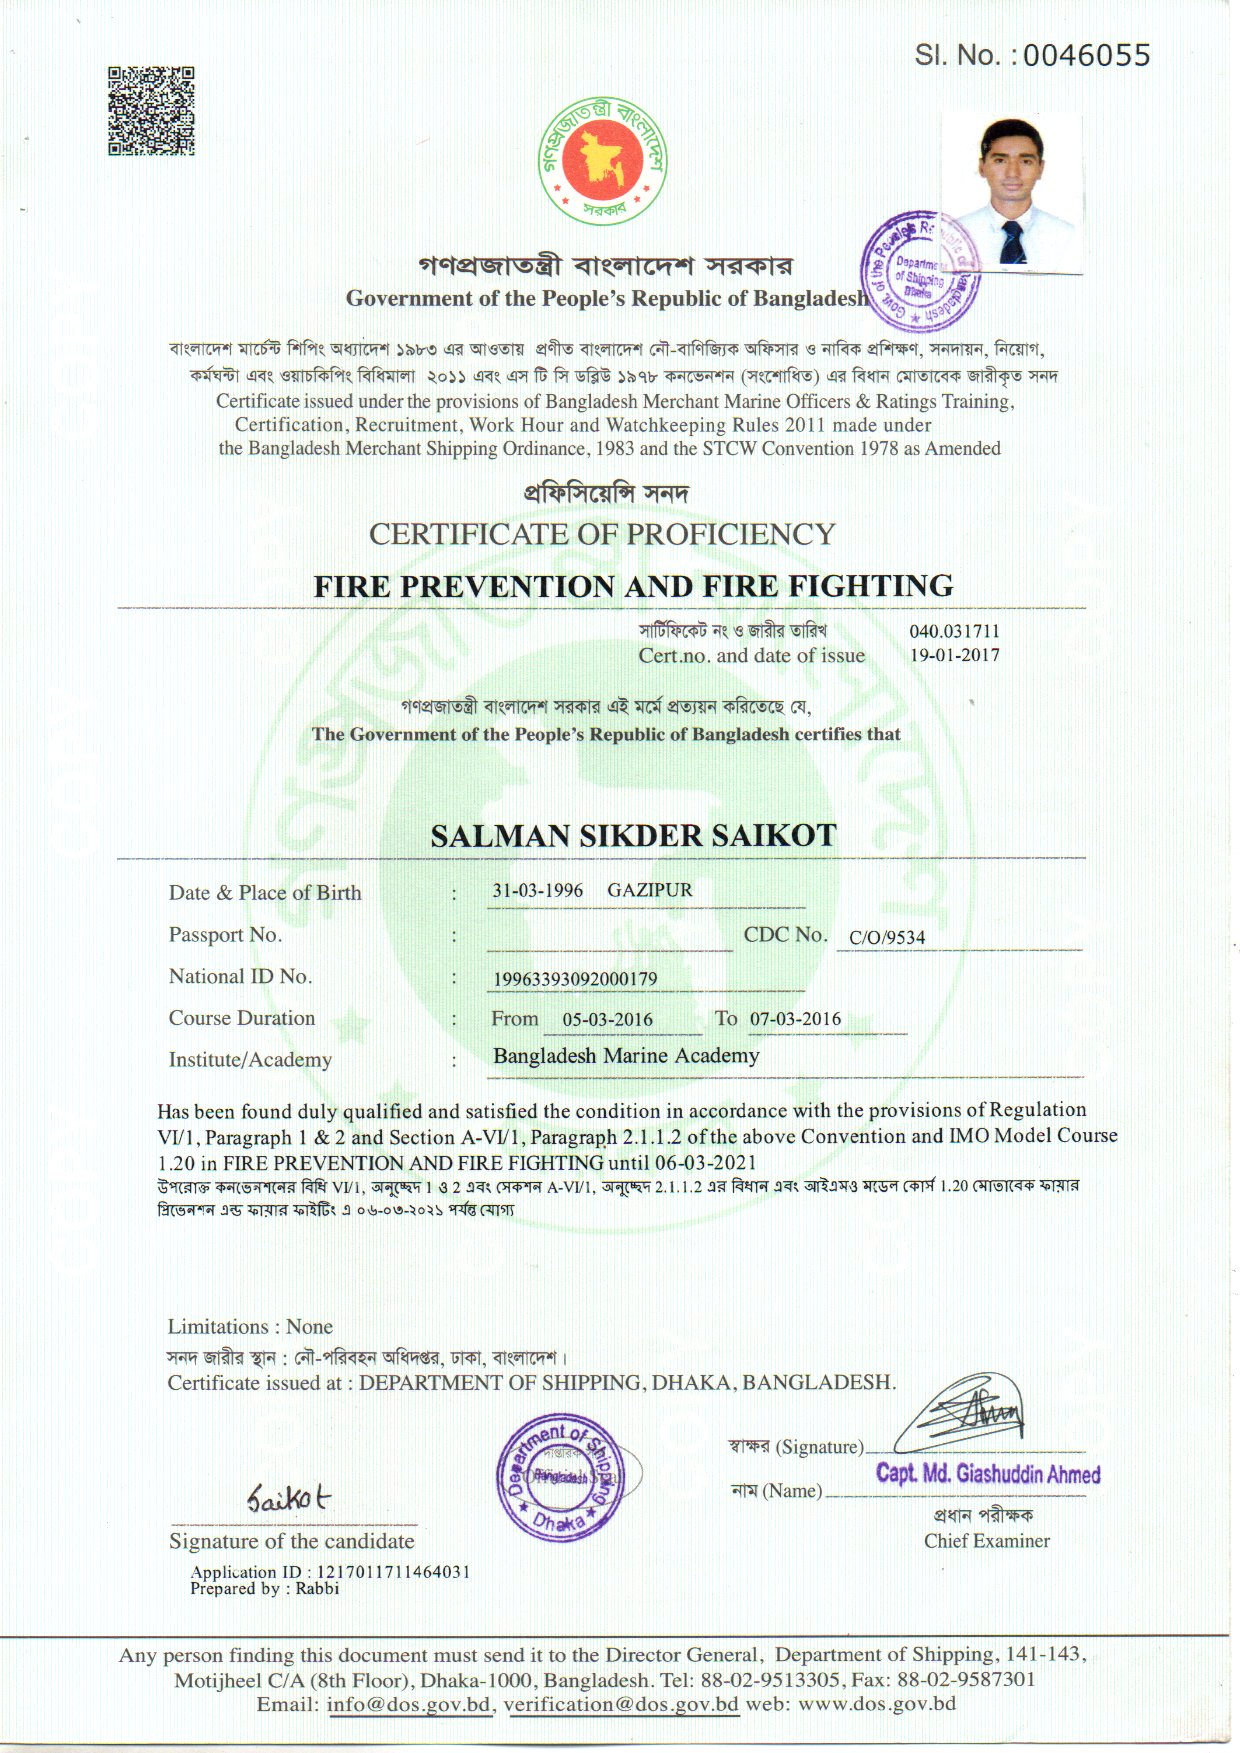 Sl. No. : 0046055
গণপ্রজাতন্ত্রী বাংলাদেশ
সরকার
Govt. of the People's Republic of Bangladesh
Department
of Shipping
Dhaka
গণপ্রজাতন্ত্রী বাংলাদেশ সরকার
Government of the People's Republic of Bangladesh
বাংলাদেশ মার্চেন্ট শিপিং অধ্যাদেশ ১৯৮৩ এর আওতায় প্রণীত বাংলাদেশ নৌ-বাণিজ্যিক অফিসার ও নাবিক প্রশিক্ষণ, সনদায়ন, নিয়োগ,
কর্মঘন্টা এবং ওয়াচকিপিং বিধিমালা ২০১১ এবং এস টি সি ডব্লিউ ১৯৭৮ কনভেনশন (সংশোধিত) এর বিধান মোতাবেক জারীকৃত সনদ
Certificate issued under the provisions of Bangladesh Merchant Marine Officers & Ratings Training,
Certification, Recruitment, Work Hour and Watchkeeping Rules 2011 made under
the Bangladesh Merchant Shipping Ordinance, 1983 and the STCW Convention 1978 as Amended
প্রফিসিয়েন্সি সনদ
CERTIFICATE OF PROFICIENCY
FIRE PREVENTION AND FIRE FIGHTING
সার্টিফিকেট নং ও জারীর তারিখ 040.031711
Cert.no. and date of issue 19-01-2017
গণপ্রজাতন্ত্রী বাংলাদেশ সরকার এই মর্মে প্রত্যয়ন করিতেছে যে,
The Government of the People's Republic of Bangladesh certifies that
SALMAN SIKDER SAIKOT
Date & Place of Birth : 31-03-1996 GAZIPUR
Passport No. : CDC No. C/O/9534
National ID No. : 19963393092000179
Course Duration : From 05-03-2016 To 07-03-2016
Institute/Academy : Bangladesh Marine Academy
Has been found duly qualified and satisfied the condition in accordance with the provisions of Regulation
VI/1, Paragraph 1 & 2 and Section A-VI/1, Paragraph 2.1.1.2 of the above Convention and IMO Model Course
1.20 in FIRE PREVENTION AND FIRE FIGHTING until 06-03-2021
উপরোক্ত কনভেনশনের বিধি VI/1, অনুচ্ছেদ 1 ও 2 এবং সেকশন A-VI/1, অনুচ্ছেদ 2.1.1.2 এর বিধান এবং আইএমও মডেল কোর্স 1.20 মোতাবেক ফায়ার
প্রিভেনশন এন্ড ফায়ার ফাইটিং এ ০৬-০৩-২০২১ পর্যন্ত যোগ্য
Limitations : None
সনদ জারীর স্থান : নৌ-পরিবহন অধিদপ্তর, ঢাকা, বাংলাদেশ।
Certificate issued at : DEPARTMENT OF SHIPPING, DHAKA, BANGLADESH.
Department of Shipping
Bangladesh
Dhaka
স্বাক্ষর (Signature)
Capt. Md. Giashuddin Ahmed
নাম (Name)
প্রধান পরীক্ষক
Chief Examiner
Saikot
Signature of the candidate
Application ID : 1217011711464031
Prepared by : Rabbi
Any person finding this document must send it to the Director General, Department of Shipping, 141-143,
Motijheel C/A (8th Floor), Dhaka-1000, Bangladesh. Tel: 88-02-9513305, Fax: 88-02-9587301
Email: info@dos.gov.bd, verification@dos.gov.bd web: www.dos.gov.bd